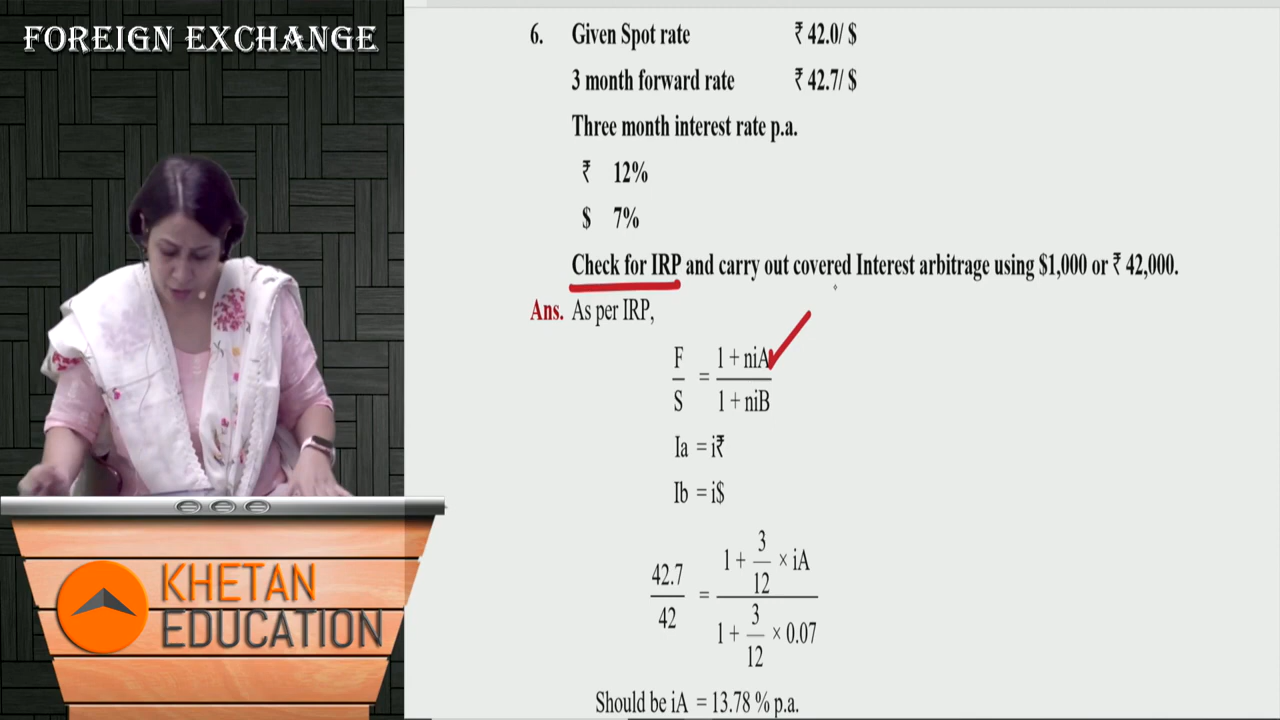 FOREIGN EXCHANGE
6. Given Spot rate ₹ 42.0/ $
3 month forward rate ₹ 42.7/ $
Three month interest rate p.a.
₹ 12%
$ 7%
Check for IRP and carry out covered Interest arbitrage using $1,000 or ₹ 42,000.
Ans. As per IRP,
F/S = 1 + niA / 1 + niB
Ia = i₹
Ib = i$
42.7/42 = 1 + 3/12 × iA / 1 + 3/12 × 0.07
Should be iA = 13.78 % p.a.
KHETAN
EDUCATION